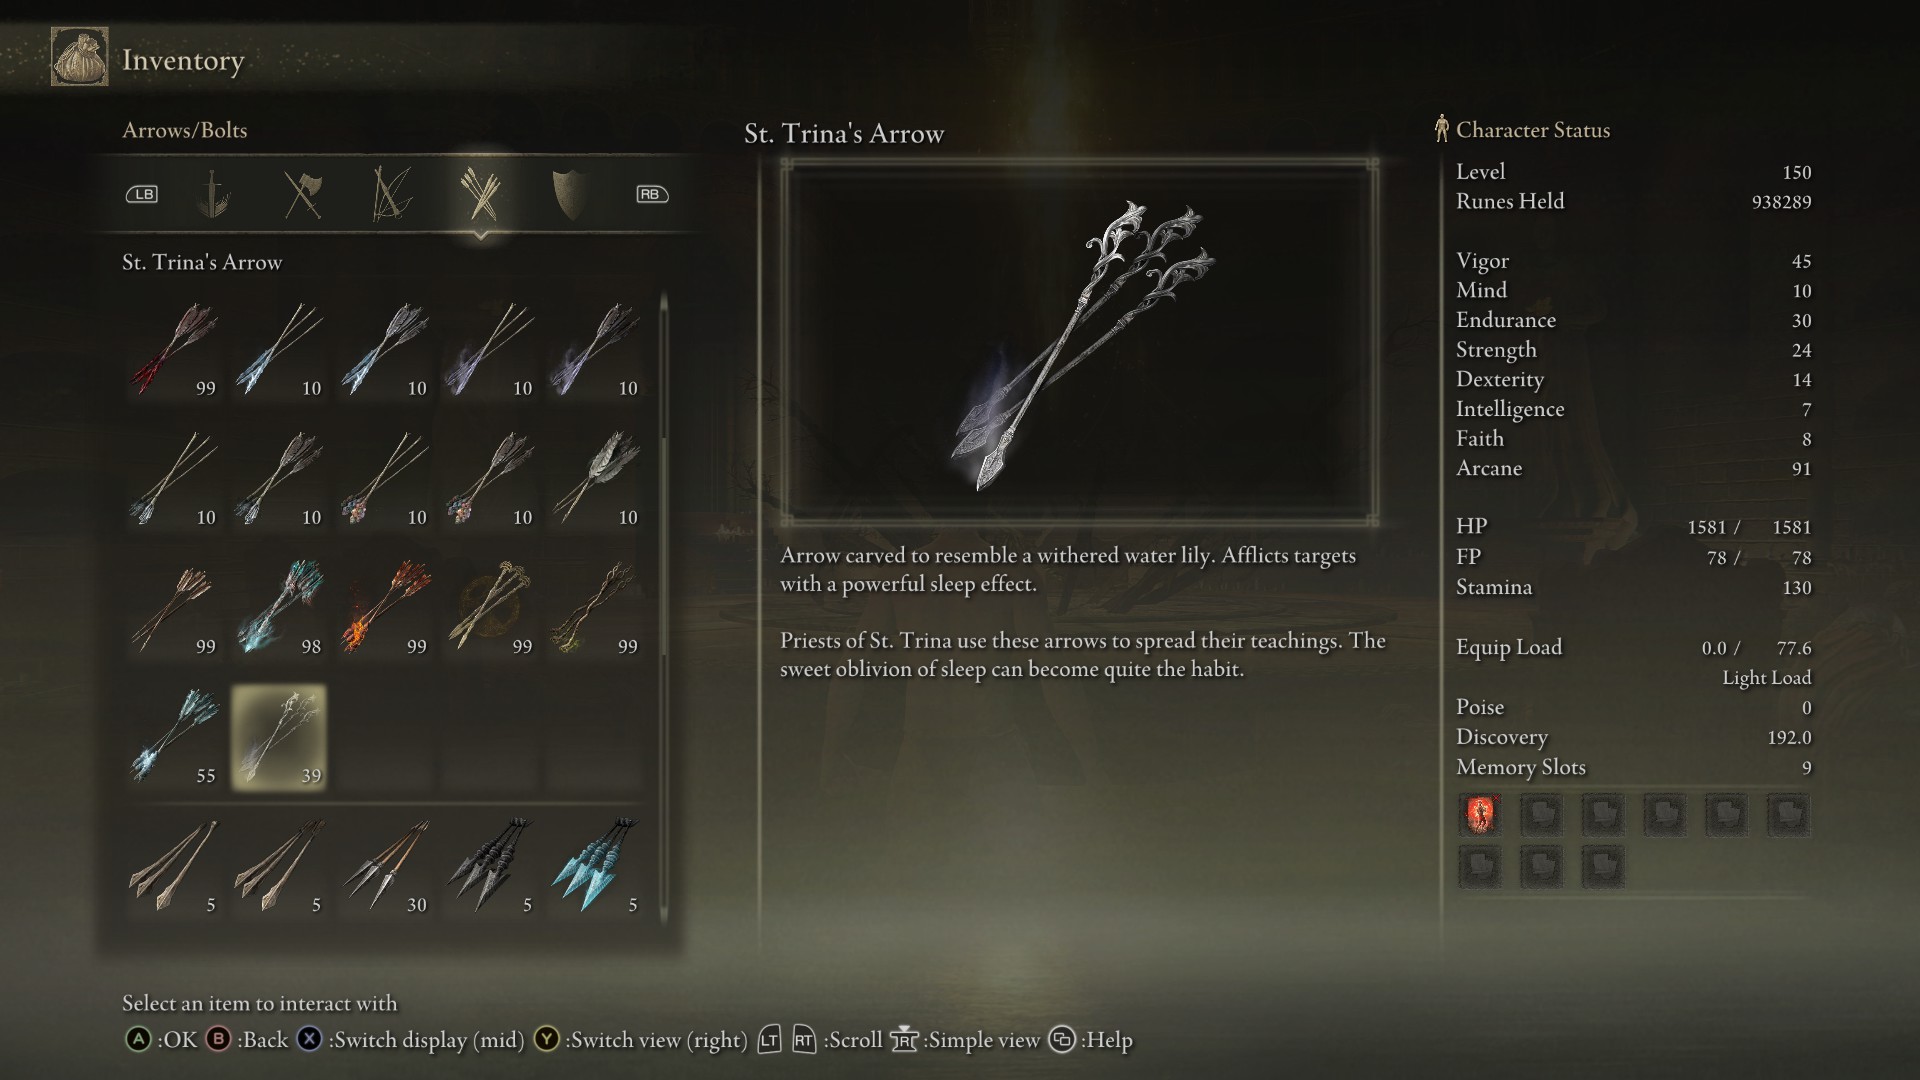 Inventory
Arrows/Bolts
LB
RB
St. Trina's Arrow
99 10 10 10 10
10 10 10 10 10
99 98 99 99 99
55 39
5 5 30 5 5
St. Trina's Arrow
Arrow carved to resemble a withered water lily. Afflicts targets
with a powerful sleep effect.
Priests of St. Trina use these arrows to spread their teachings. The
sweet oblivion of sleep can become quite the habit.
Character Status
Level 150
Runes Held 938289
Vigor 45
Mind 10
Endurance 30
Strength 24
Dexterity 14
Intelligence 7
Faith 8
Arcane 91
HP 1581 / 1581
FP 78 / 78
Stamina 130
Equip Load 0.0 / 77.6
Light Load
Poise 0
Discovery 192.0
Memory Slots 9
Select an item to interact with
A :OK B :Back X :Switch display (mid) Y :Switch view (right) LT RT :Scroll R :Simple view :Help